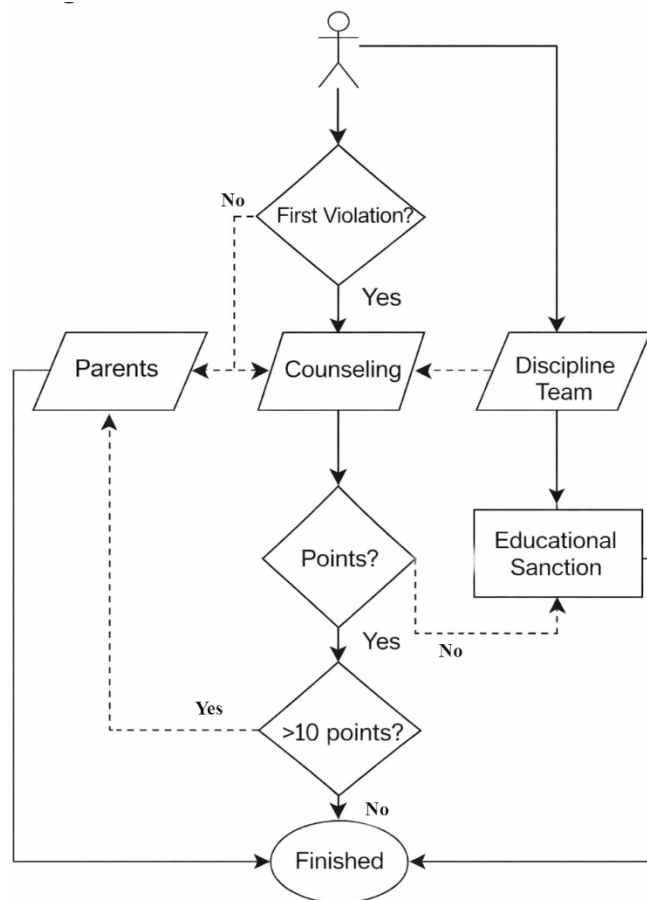 First Violation?
No
Yes
Parents
Counseling
Discipline
Team
Points?
Educational
Sanction
Yes
No
Yes
>10 points?
No
Finished